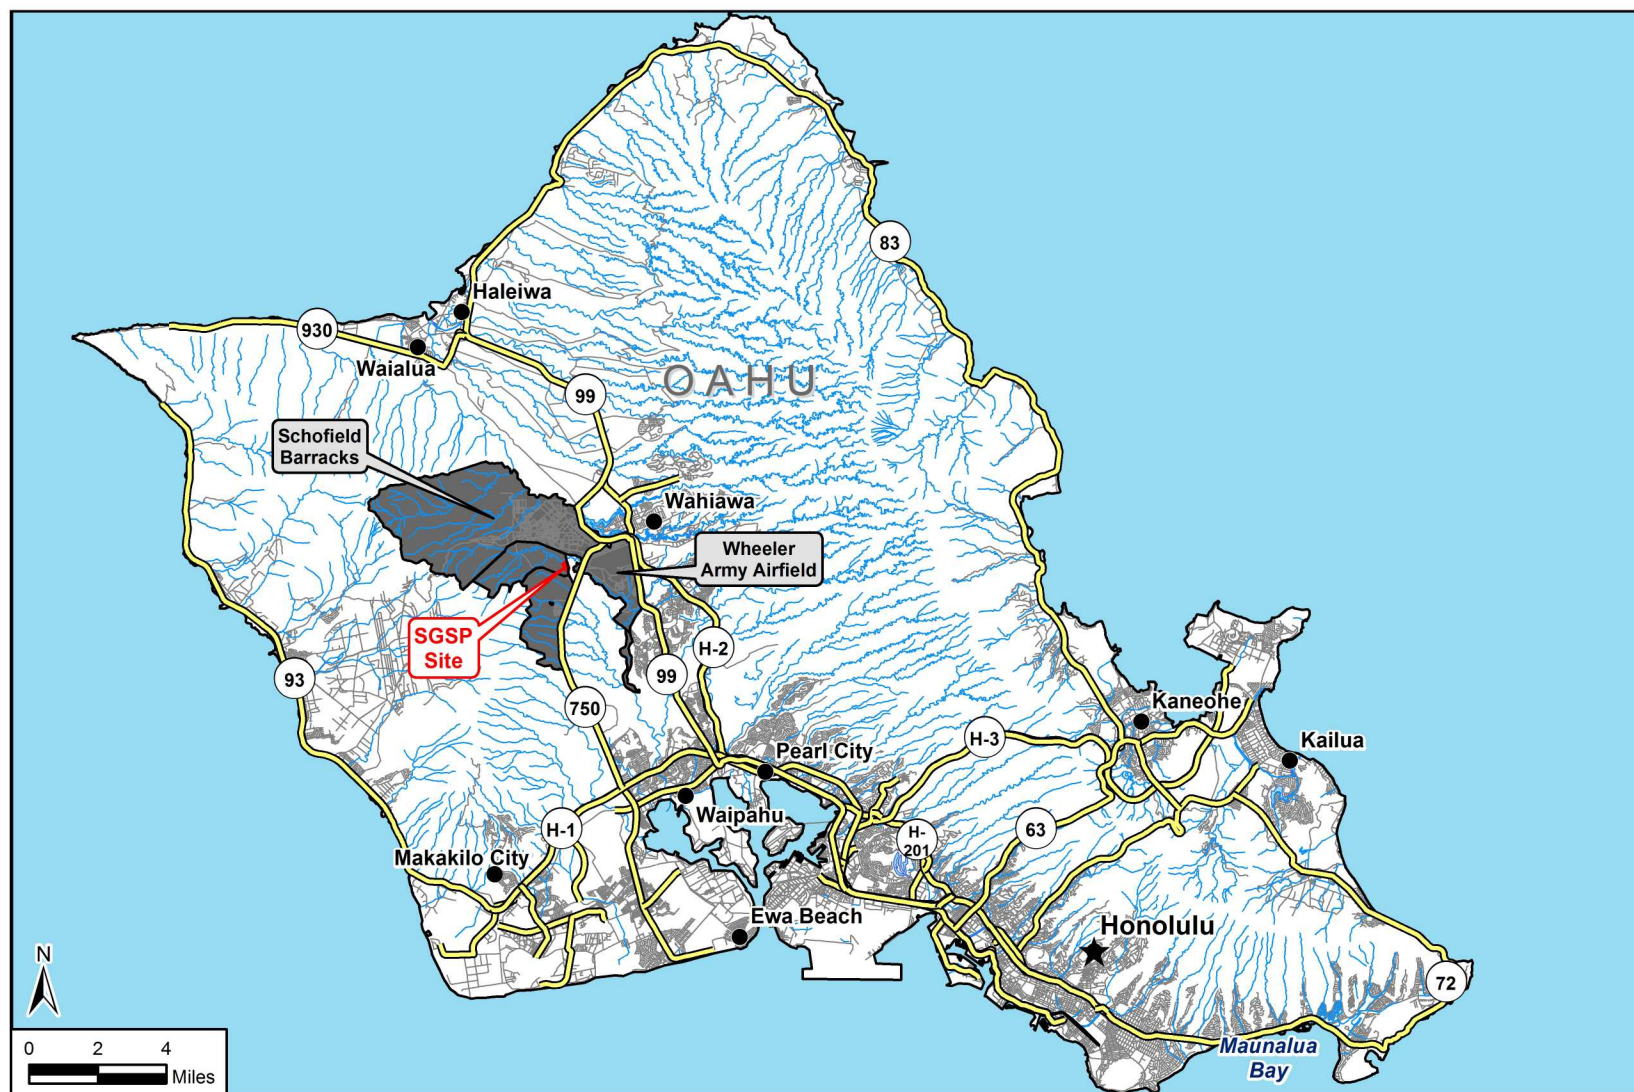 83
Haleiwa
930
Waialua
OAHU
99
Schofield
Barracks
Wahiawa
Wheeler
Army Airfield
SGSP
Site
H-2
93
99
750
Kaneohe
H-3
Kailua
Pearl City
Waipahu
H-1
H-
201
63
Makakilo City
Ewa Beach
Honolulu
N
72
0 2 4
Miles
Maunalua
Bay